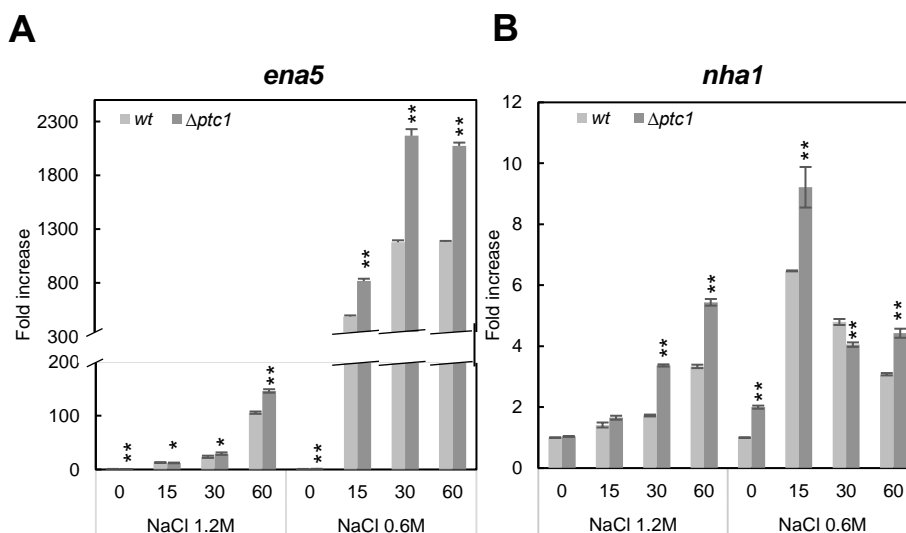 A
ena5
wt Δptc1
Fold increase
2300
1800
1300
800
300
200
100
0
** * * ** ** ** ** **
0 15 30 60 0 15 30 60
NaCl 1.2M NaCl 0.6M
B
nha1
wt Δptc1
Fold increase
12
10
8
6
4
2
0
** ** ** ** ** **
0 15 30 60 0 15 30 60
NaCl 1.2M NaCl 0.6M